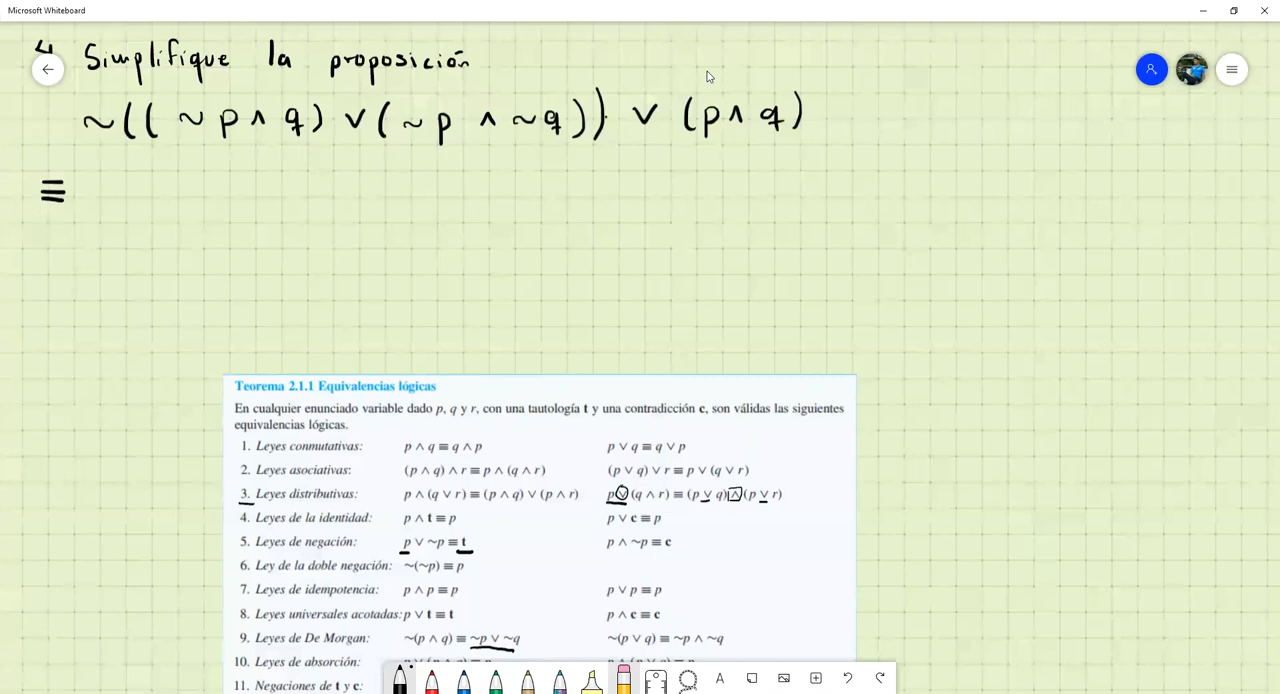 Microsoft Whiteboard
4 Simplifique la proposición
~((~p ∧ q) ∨ (~p ∧ ~q)) ∨ (p ∧ q)
≡
Teorema 2.1.1 Equivalencias lógicas
En cualquier enunciado variable dado p, q y r, con una tautología t y una contradicción c, son válidas las siguientes
equivalencias lógicas.
1. Leyes conmutativas: p ∧ q ≡ q ∧ p p ∨ q ≡ q ∨ p
2. Leyes asociativas: (p ∧ q) ∧ r ≡ p ∧ (q ∧ r) (p ∨ q) ∨ r ≡ p ∨ (q ∨ r)
3. Leyes distributivas: p ∧ (q ∨ r) ≡ (p ∧ q) ∨ (p ∧ r) p ∨ (q ∧ r) ≡ (p ∨ q) ∧ (p ∨ r)
4. Leyes de la identidad: p ∧ t ≡ p p ∨ c ≡ p
5. Leyes de negación: p ∨ ~p ≡ t p ∧ ~p ≡ c
6. Ley de la doble negación: ~(~p) ≡ p
7. Leyes de idempotencia: p ∧ p ≡ p p ∨ p ≡ p
8. Leyes universales acotadas: p ∨ t ≡ t p ∧ c ≡ c
9. Leyes de De Morgan: ~(p ∧ q) ≡ ~p ∨ ~q ~(p ∨ q) ≡ ~p ∧ ~q
10. Leyes de absorción:
11. Negaciones de t y c: